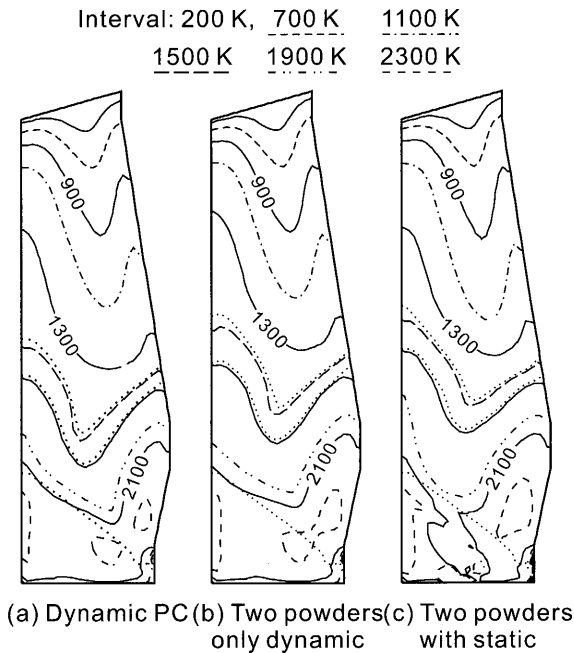 Interval: 200 K, 700 K 1100 K
1500 K 1900 K 2300 K
900 900 900
1300 1300 1300
2100 2100 2100
(a) Dynamic PC (b) Two powders (c) Two powders
only dynamic with static